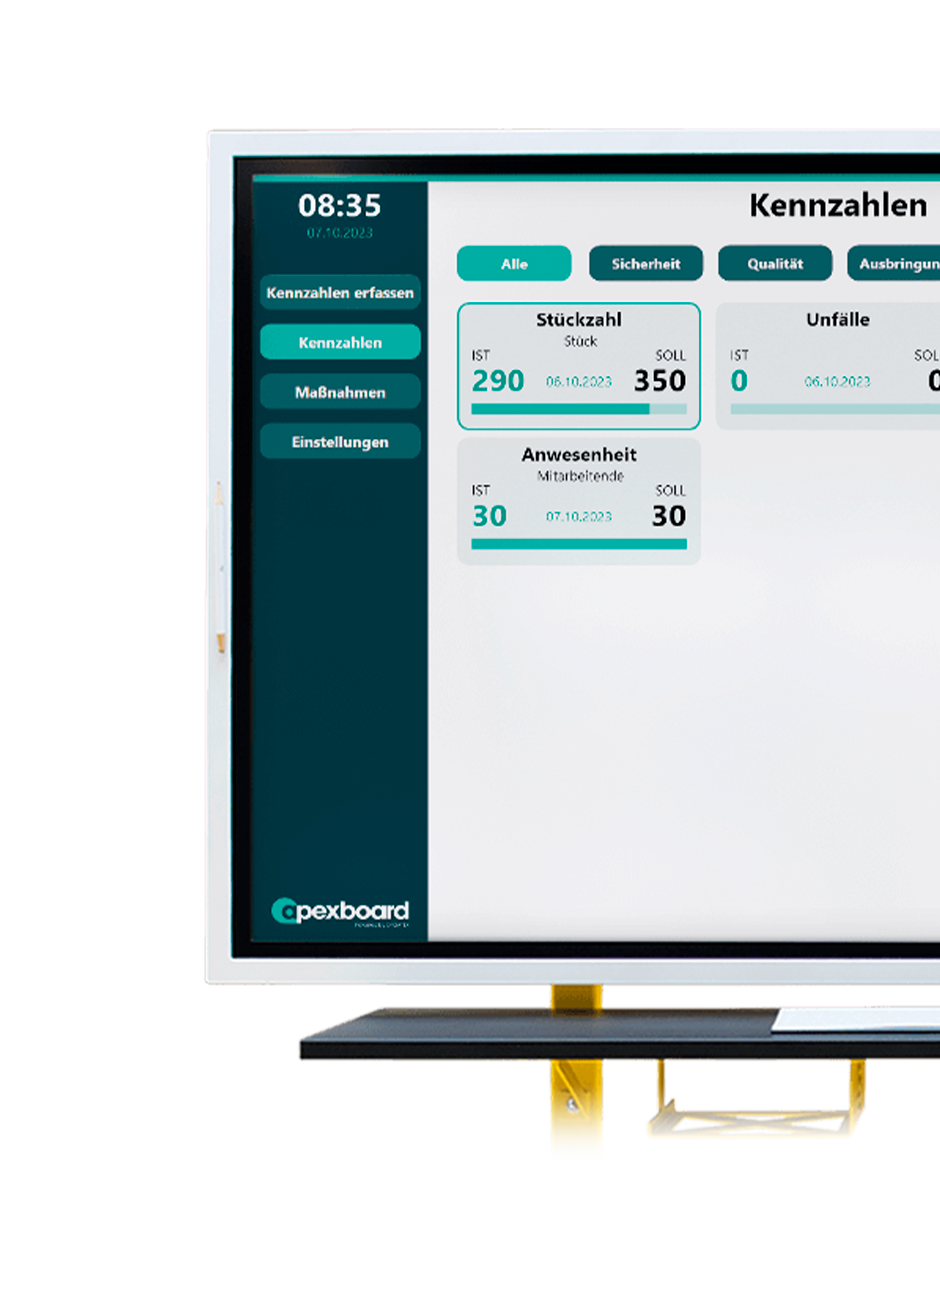 08:35
07.10.2023
Kennzahlen erfassen
Kennzahlen
Maßnahmen
Einstellungen
apexboard
Kennzahlen
Alle
Sicherheit
Qualität
Ausbringun
Stückzahl
Stück
IST
SOLL
290
06.10.2023
350
Unfälle
IST
SOL
0
06.10.2023
0
Anwesenheit
Mitarbeitende
IST
SOLL
30
07.10.2023
30